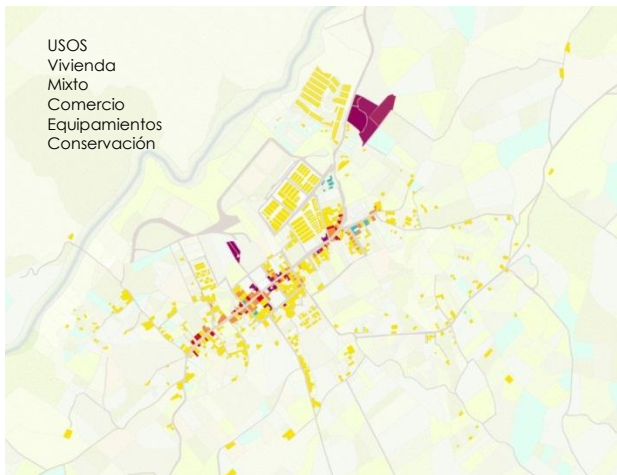 USOS
Vivienda
Mixto
Comercio
Equipamientos
Conservación